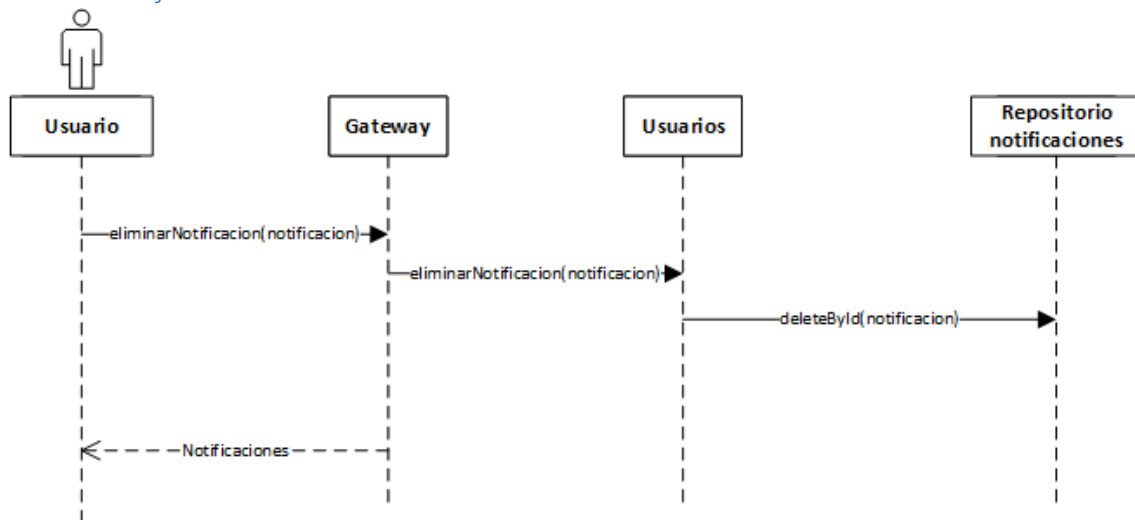 Usuario
Gateway
Usuarios
Repositorio
notificaciones
eliminarNotificacion(notificacion)
eliminarNotificacion(notificacion)
deleteById(notificacion)
Notificaciones